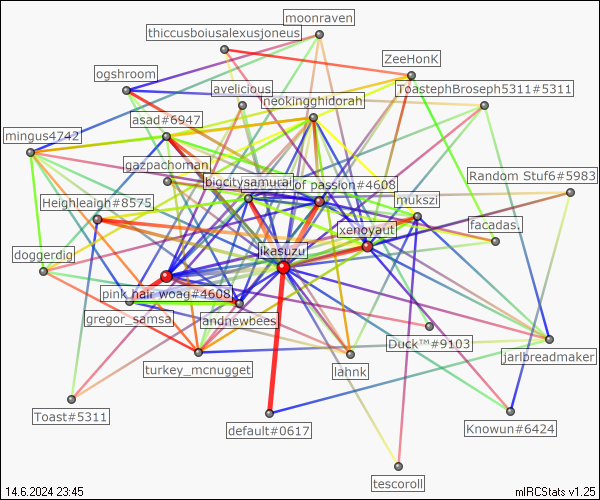 moonraven
thiccusboiusalexusjoneus
ZeeHonK
ogshroom
avelicious
ToastephBroseph5311#5311
neokingghidorah
asad#6947
mingus4742
gazpachoman
bigcitysamurai
of passion#4608
Random Stuf6#5983
mukszi
Heighleaigh#8575
facadas.
xenoyaut
ikasuzu
doggerdig
pink hair woag#4608
gregor_samsa
landnewbees
Duck™#9103
jarlbreadmaker
turkey_mcnugget
lahnk
Toast#5311
default#0617
Knowun#6424
tescoroll
14.6.2024 23:45
mIRCStats v1.25